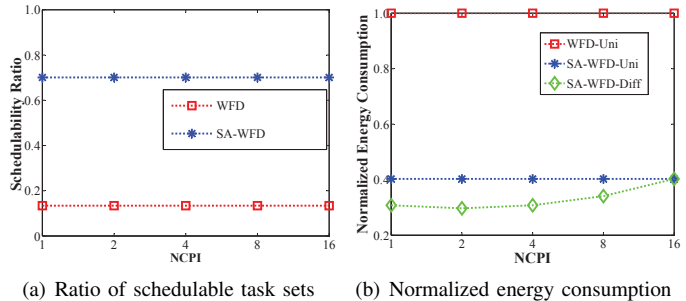 1.0
0.8
0.6
0.4
0.2
0
Schedulability Ratio
WFD
SA-WFD
1 2 4 8 16
NCPI
(a) Ratio of schedulable task sets
1.0
0.8
0.6
0.4
0.2
Normalized Energy Consumption
WFD-Uni
SA-WFD-Uni
SA-WFD-Diff
1 2 4 8 16
NCPI
(b) Normalized energy consumption